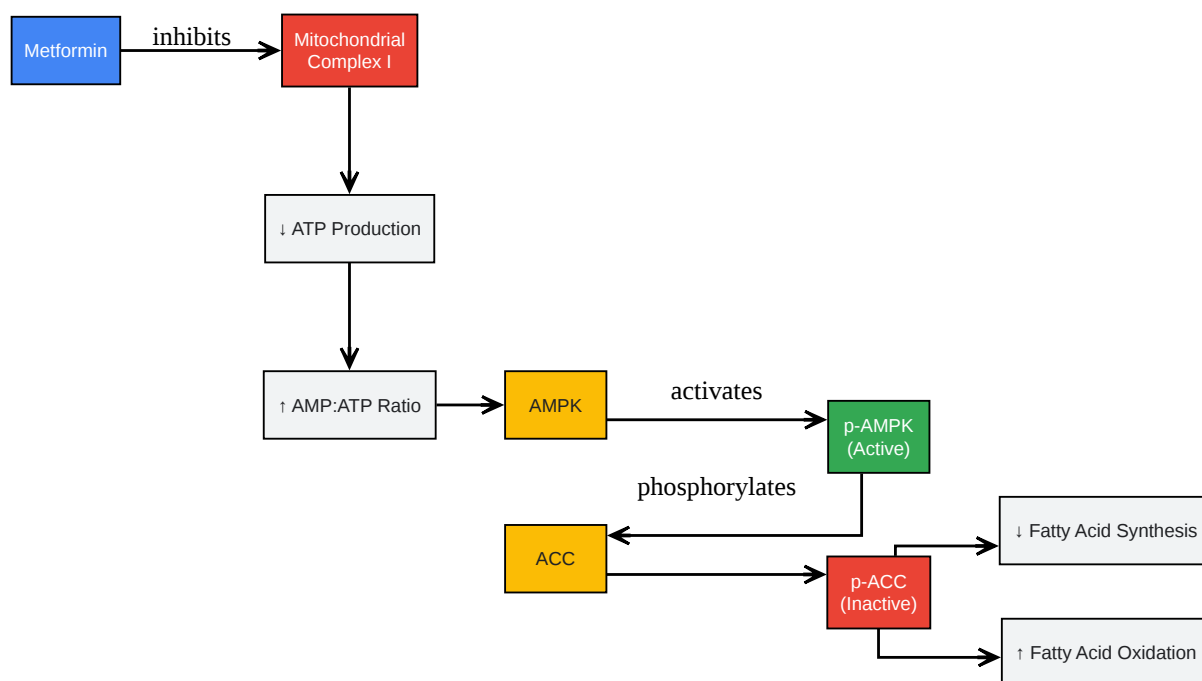 Metformin
inhibits
Mitochondrial
Complex I
↓ ATP Production
↑ AMP:ATP Ratio
AMPK
activates
p-AMPK
(Active)
phosphorylates
ACC
p-ACC
(Inactive)
↓ Fatty Acid Synthesis
↑ Fatty Acid Oxidation